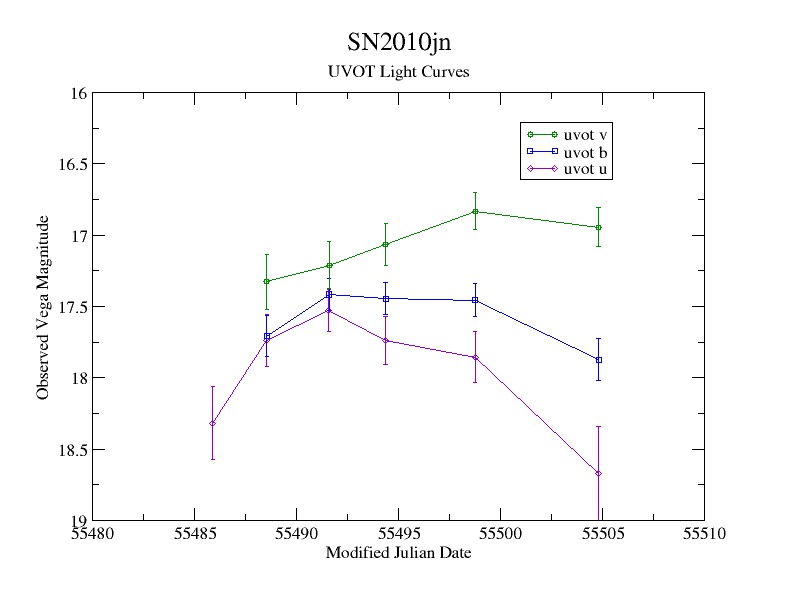 SN2010jn
UVOT Light Curves
16
16.5
17
17.5
18
18.5
19
Observed Vega Magnitude
uvot v
uvot b
uvot u
55480 55485 55490 55495 55500 55505 55510
Modified Julian Date